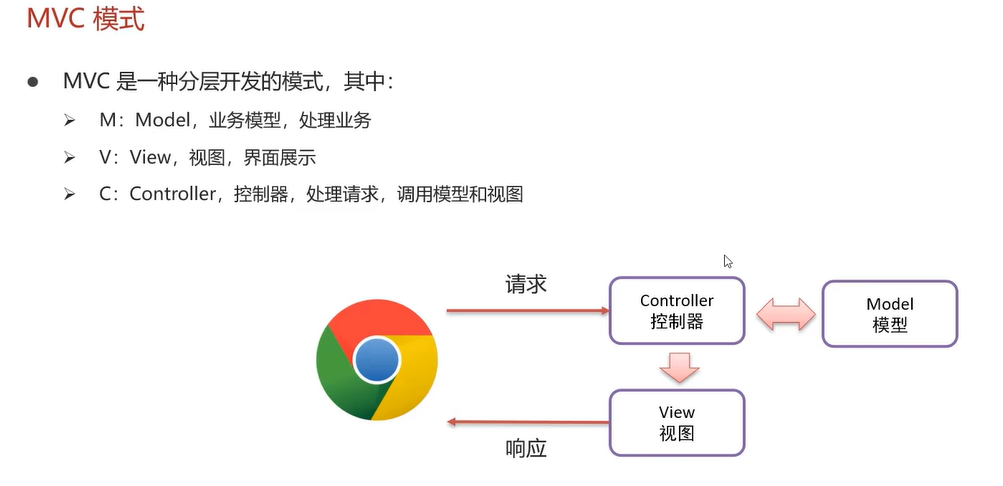 MVC 模式
MVC 是一种分层开发的模式，其中：
M：Model，业务模型，处理业务
V：View，视图，界面展示
C：Controller，控制器，处理请求，调用模型和视图
请求
Controller
控制器
Model
模型
View
视图
响应